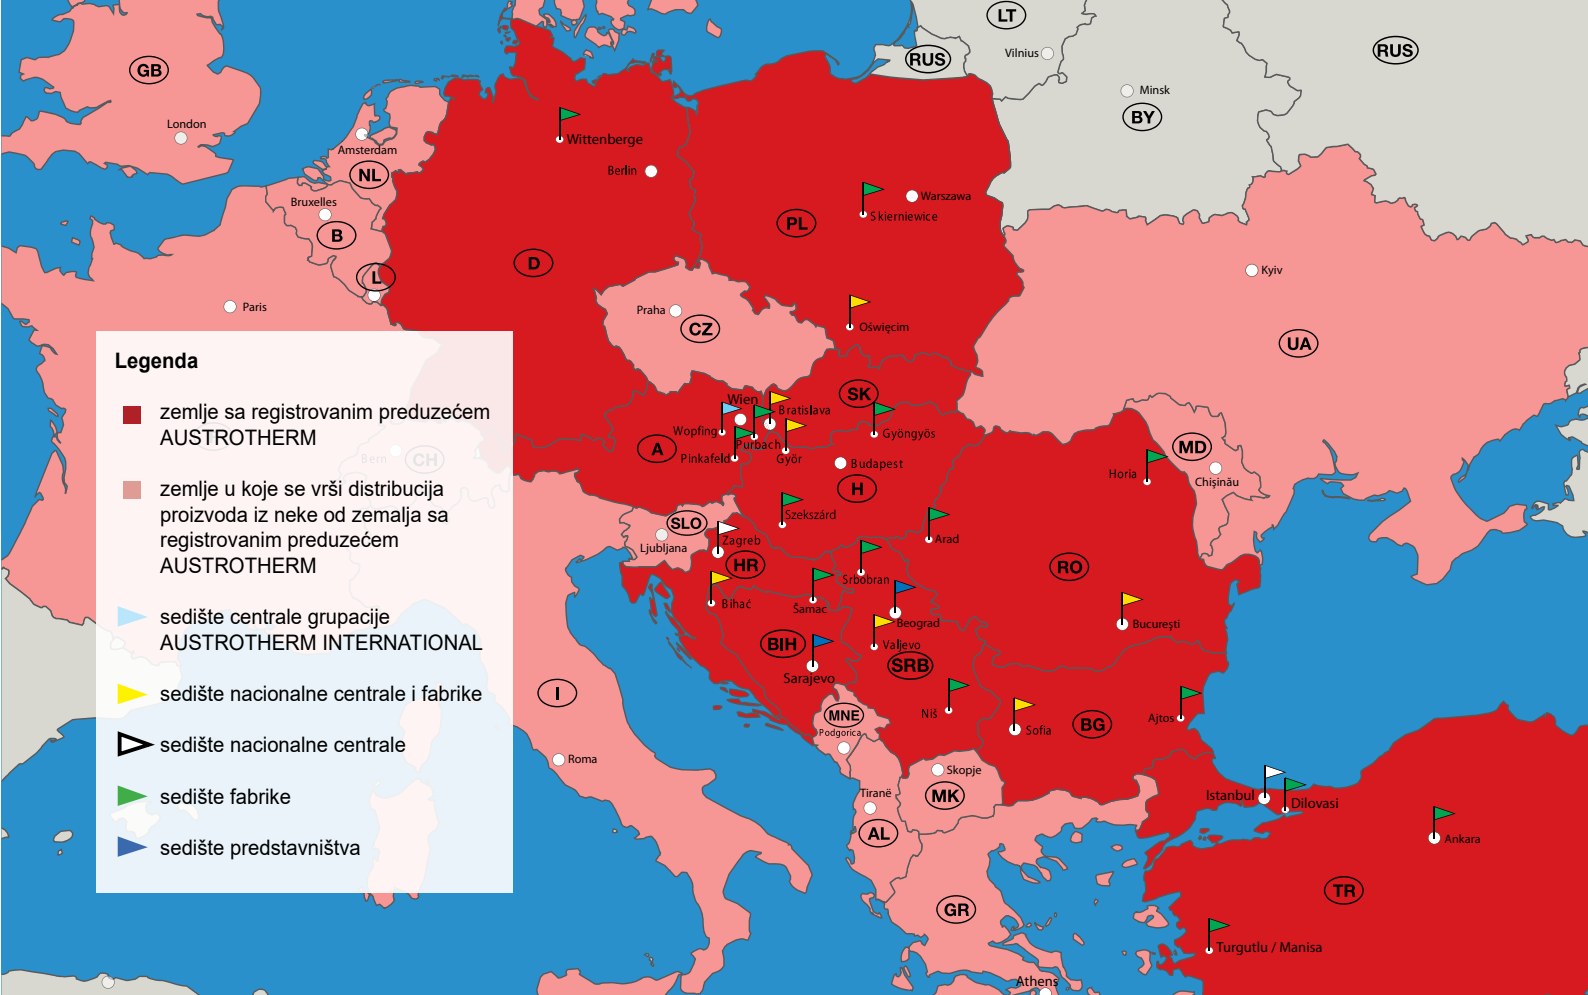 LT
Vilnius
RUS
RUS
GB
Minsk
BY
London
Wittenberge
Amsterdam
NL
Berlin
Warszawa
Skierniewice
PL
Bruxelles
B
D
L
Kyiv
Paris
Praha
CZ
Oświęcim
UA
Legenda
zemlje sa registrovanim preduzećem
AUSTROTHERM
zemlje u koje se vrši distribucija
proizvoda iz neke od zemalja sa
registrovanim preduzećem
AUSTROTHERM
sedište centrale grupacije
AUSTROTHERM INTERNATIONAL
sedište nacionalne centrale i fabrike
sedište nacionalne centrale
sedište fabrike
sedište predstavništva
Bern
CH
SK
Wien
Bratislava
Wopfing
Purbach
Gyöngyös
A
Pinkafeld
Győr
Budapest
H
MD
Horia
Chişinău
Szekszárd
SLO
Ljubljana
Zagreb
HR
Arad
RO
Srbobran
Bihać
Šamac
Beograd
Bucureşti
BIH
Valjevo
SRB
Sarajevo
I
MNE
Podgorica
Niš
Sofia
BG
Ajtos
Roma
Skopje
MK
Tiranë
AL
Istanbul
Dilovasi
Ankara
TR
GR
Turgutlu / Manisa
Athens